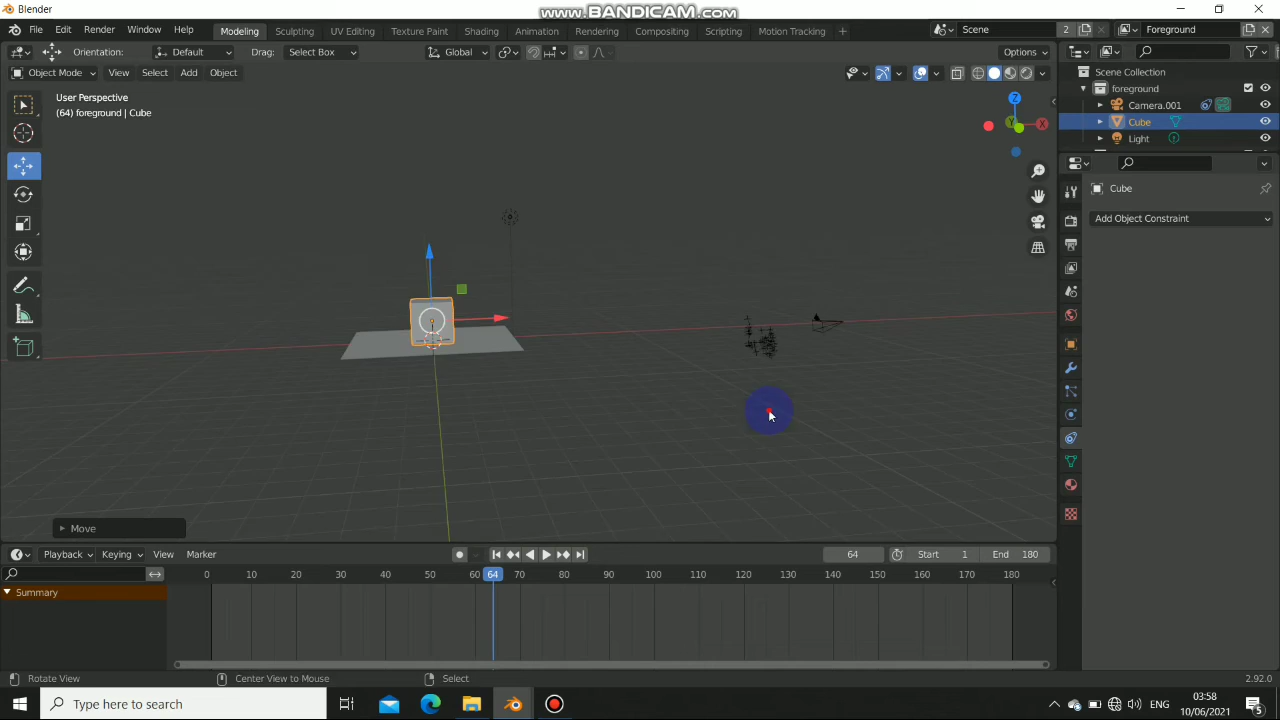 Blender
www.BANDICAM.com
File Edit Render Window Help
Modeling Sculpting UV Editing Texture Paint Shading Animation Rendering Compositing Scripting Motion Tracking
Scene 2
Foreground
Orientation: Default Drag: Select Box Global Options
Object Mode View Select Add Object
User Perspective
(64) foreground | Cube
Z
Y
X
Scene Collection
foreground
Camera.001
Cube
Light
Cube
Add Object Constraint
Move
Playback Keying View Marker 64 Start 1 End 180
0 10 20 30 40 50 60 64 70 80 90 100 110 120 130 140 150 160 170 180
Summary
Rotate View Center View to Mouse Select 2.92.0
Type here to search
ENG
03:58
10/06/2021
5